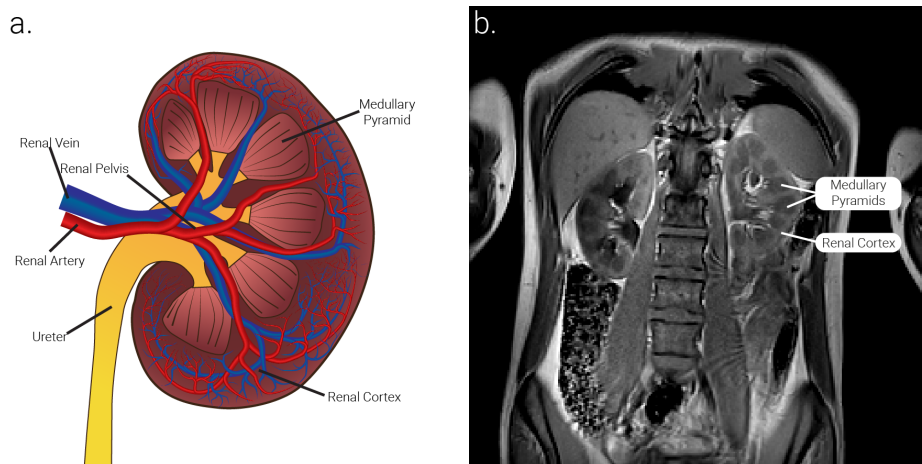 a.
b.
Medullary
Pyramid
Renal Vein
Renal Pelvis
Renal Artery
Ureter
Renal Cortex
Medullary
Pyramids
Renal Cortex